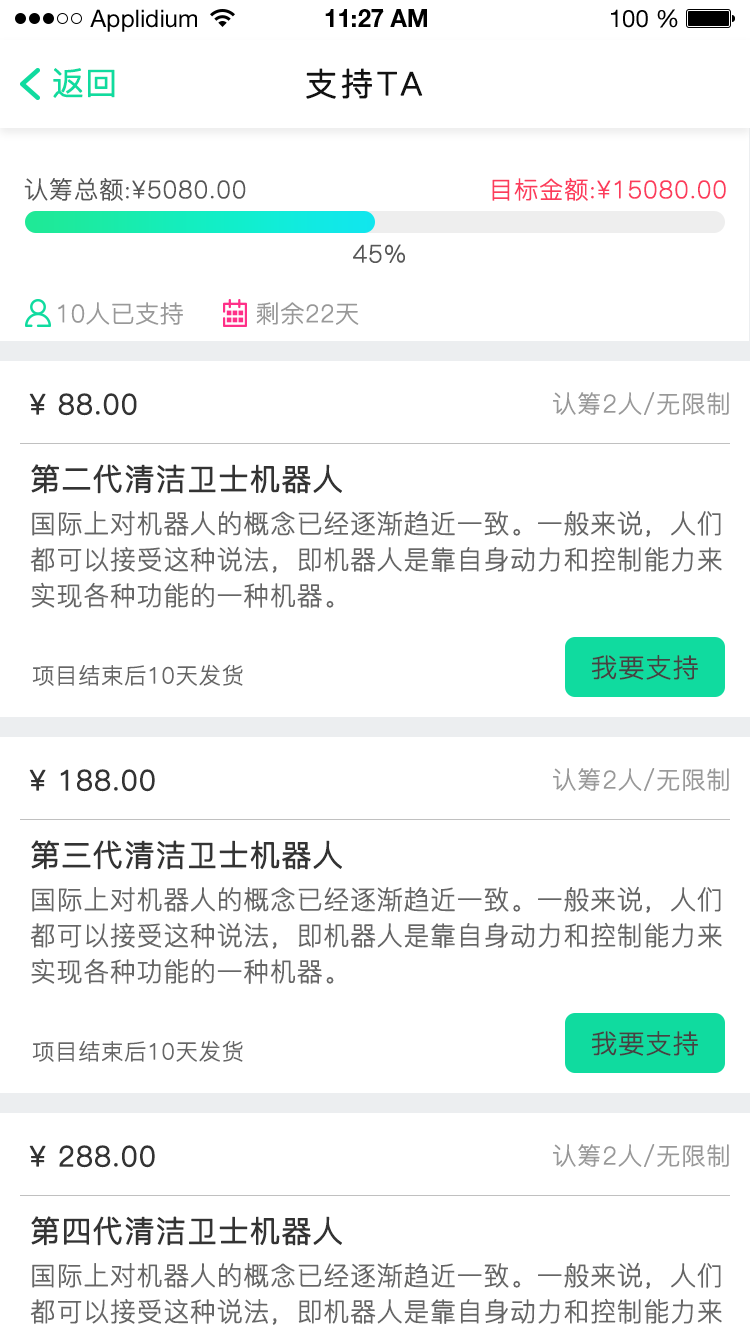 Applidium 11:27 AM 100 %
返回 支持TA
认筹总额:¥5080.00 目标金额:¥15080.00
45%
10人已支持 剩余22天
¥ 88.00 认筹2人/无限制
第二代清洁卫士机器人
国际上对机器人的概念已经逐渐趋近一致。一般来说，人们
都可以接受这种说法，即机器人是靠自身动力和控制能力来
实现各种功能的一种机器。
项目结束后10天发货 我要支持
¥ 188.00 认筹2人/无限制
第三代清洁卫士机器人
国际上对机器人的概念已经逐渐趋近一致。一般来说，人们
都可以接受这种说法，即机器人是靠自身动力和控制能力来
实现各种功能的一种机器。
项目结束后10天发货 我要支持
¥ 288.00 认筹2人/无限制
第四代清洁卫士机器人
国际上对机器人的概念已经逐渐趋近一致。一般来说，人们
都可以接受这种说法，即机器人是靠自身动力和控制能力来